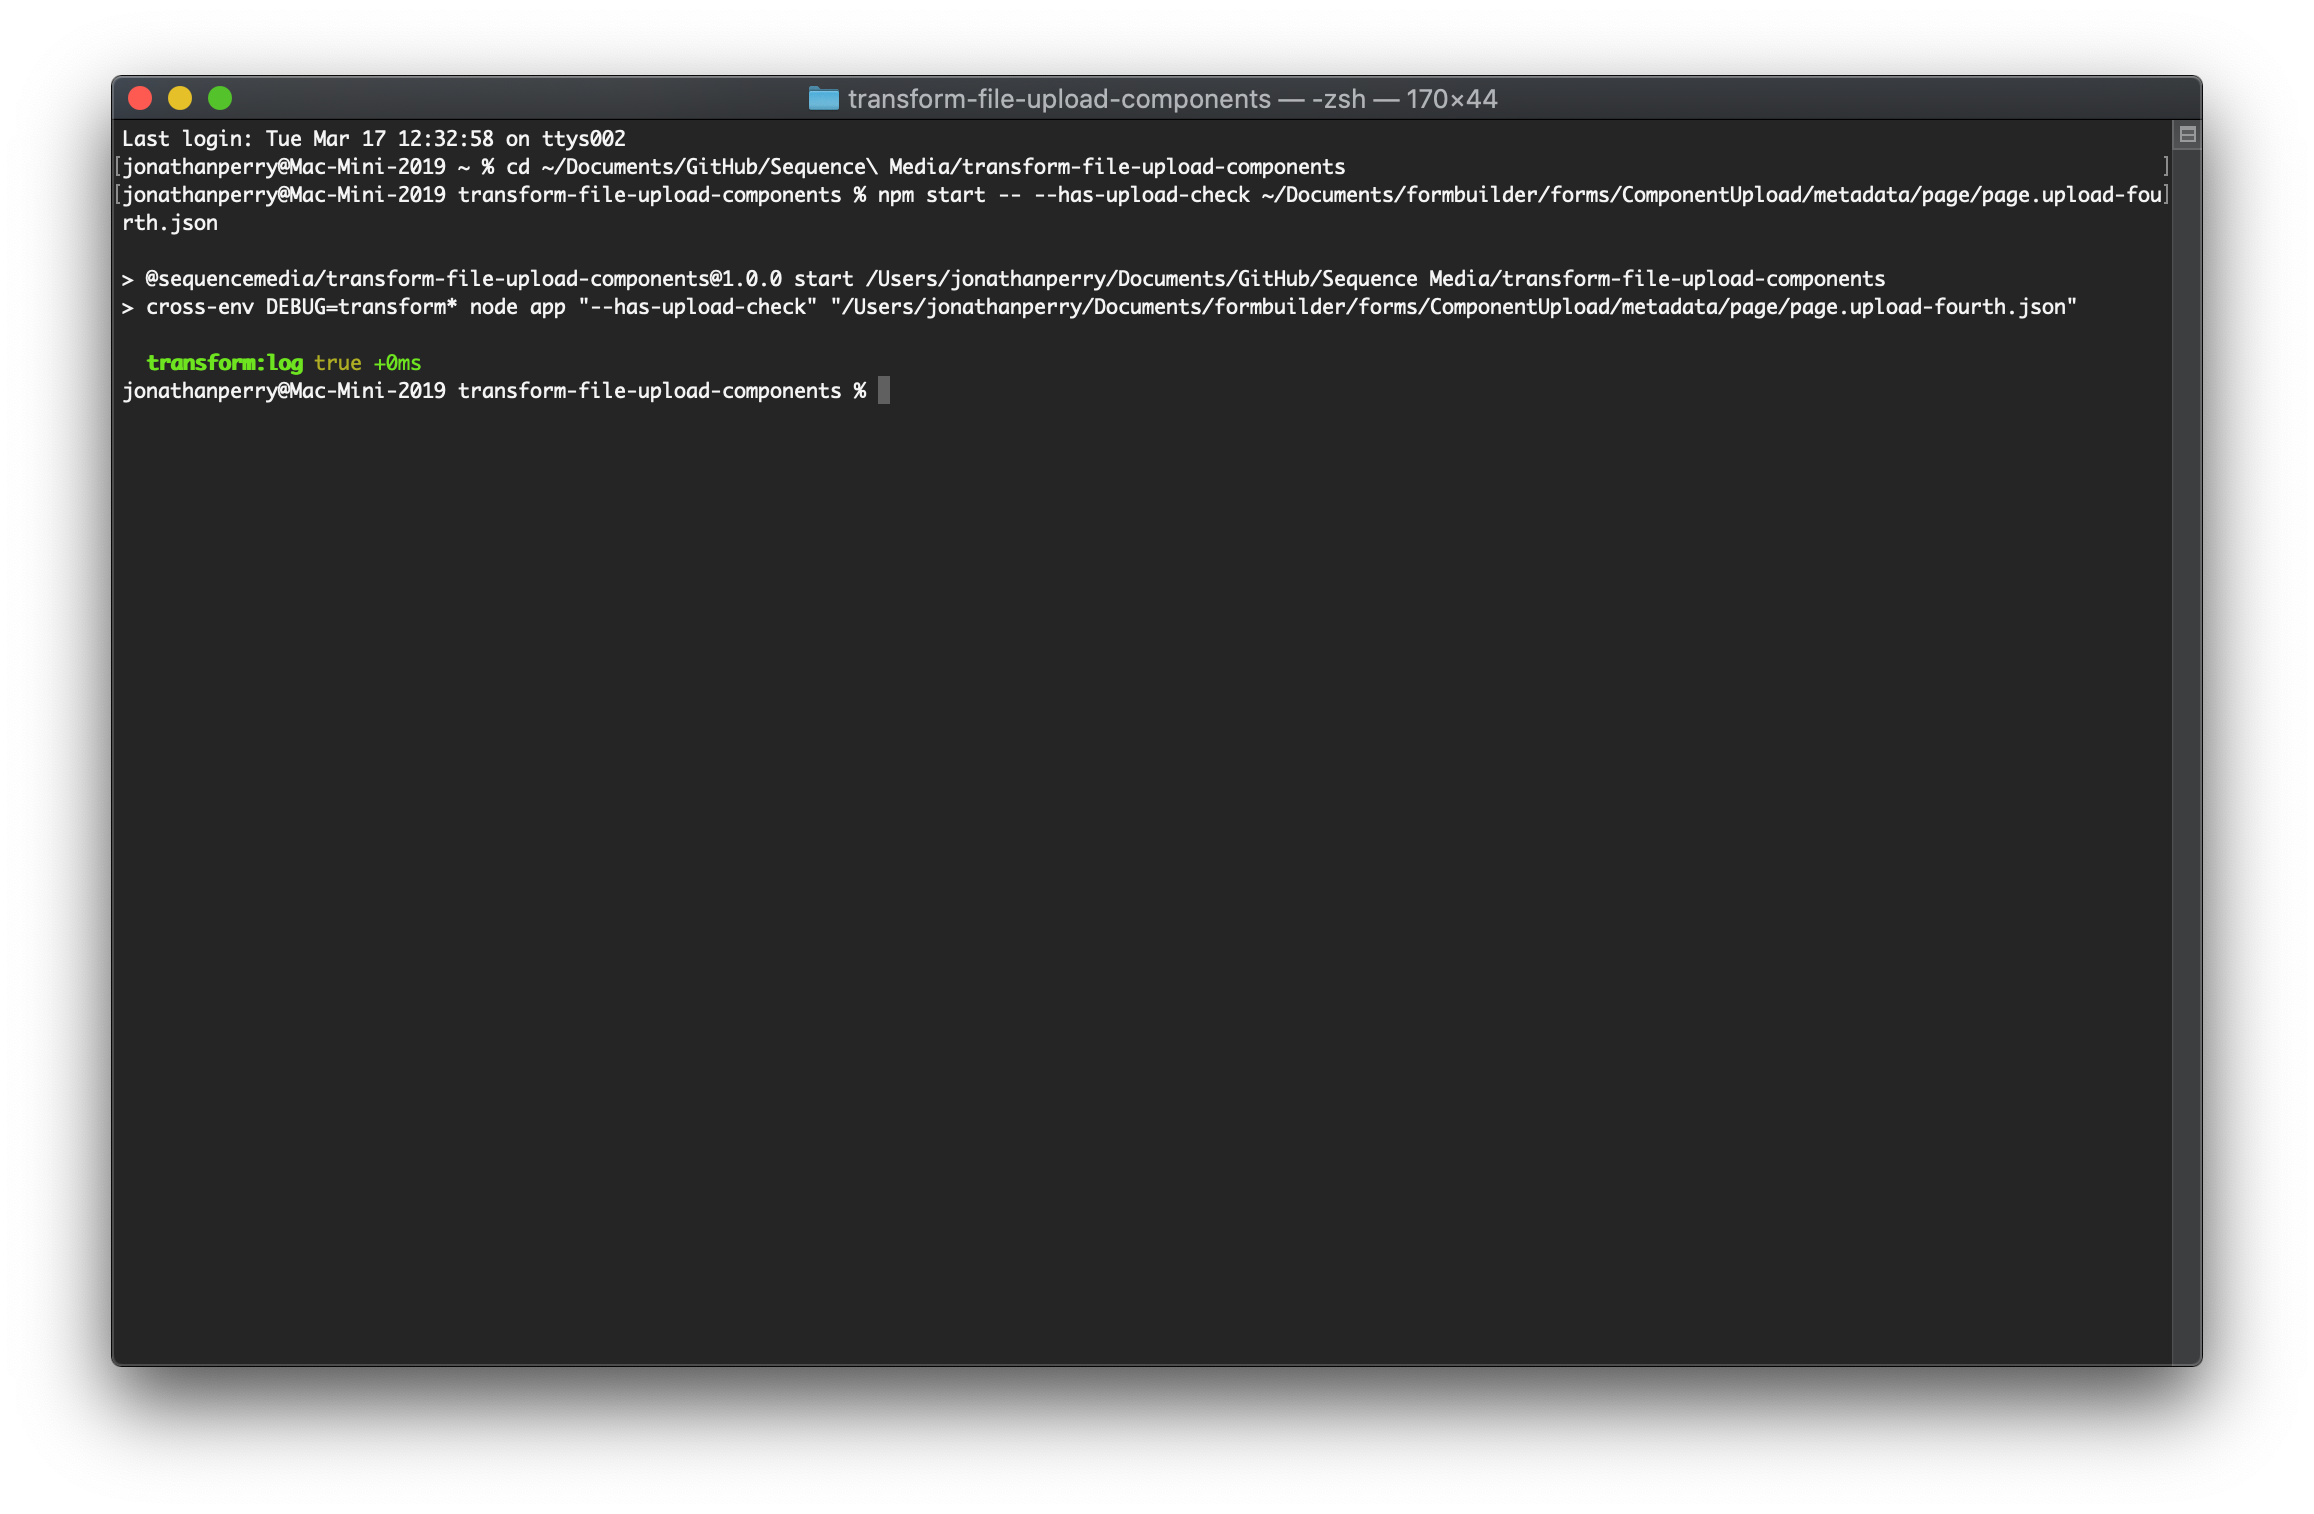 transform-file-upload-components — -zsh — 170×44
Last login: Tue Mar 17 12:32:58 on ttys002
[jonathanperry@Mac-Mini-2019 ~ % cd ~/Documents/GitHub/Sequence\ Media/transform-file-upload-components ]
[jonathanperry@Mac-Mini-2019 transform-file-upload-components % npm start -- --has-upload-check ~/Documents/formbuilder/forms/ComponentUpload/metadata/page/page.upload-fou]
rth.json
> @sequencemedia/transform-file-upload-components@1.0.0 start /Users/jonathanperry/Documents/GitHub/Sequence Media/transform-file-upload-components
> cross-env DEBUG=transform* node app "--has-upload-check" "/Users/jonathanperry/Documents/formbuilder/forms/ComponentUpload/metadata/page/page.upload-fourth.json"
transform:log true +0ms
jonathanperry@Mac-Mini-2019 transform-file-upload-components %